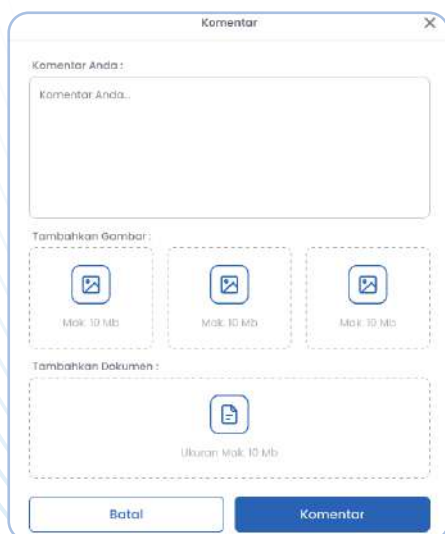 Komentar
Komentar Anda :
Komentar Anda...
Tambahkan Gambar :
Mak. 10 Mb
Mak. 10 Mb
Mak. 10 Mb
Tambahkan Dokumen :
Ukuran Mak. 10 Mb
Batal
Komentar